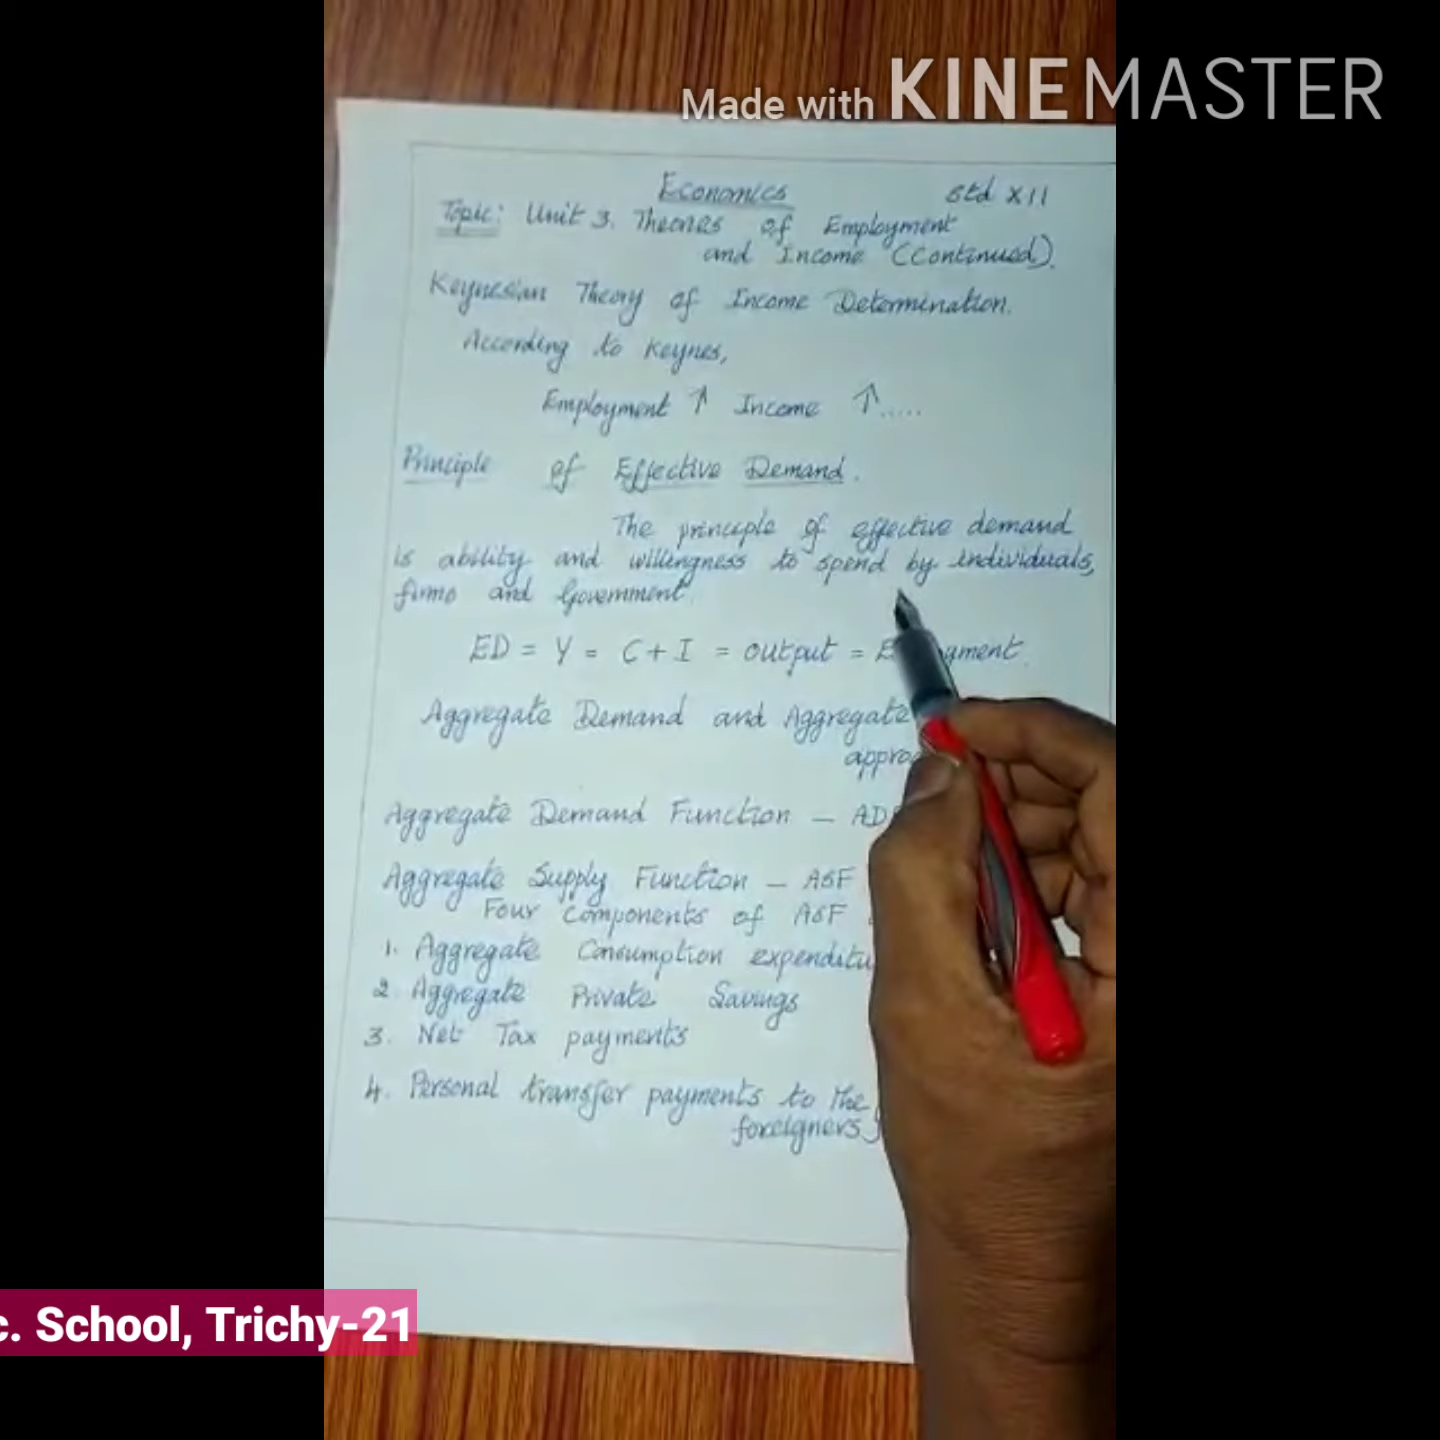 Made with KINEMASTER
Economics Std XII
Topic: Unit 3. Theories of Employment
and Income (Continued).
Keynesian Theory of Income Determination.
According to Keynes,
Employment ↑ Income ↑.....
Principle of Effective Demand.
The principle of effective demand
is ability and willingness to spend by individuals,
firms and Government.
ED = Y = C + I = output =
Aggregate Demand and Aggregate
Aggregate Demand Function –
Aggregate Supply Function – ASF
Four Components of ASF
1. Aggregate Consumption
2. Aggregate Private Savings
3. Net Tax payments
4. Personal transfer payments to the
foreigners
c. School, Trichy-21